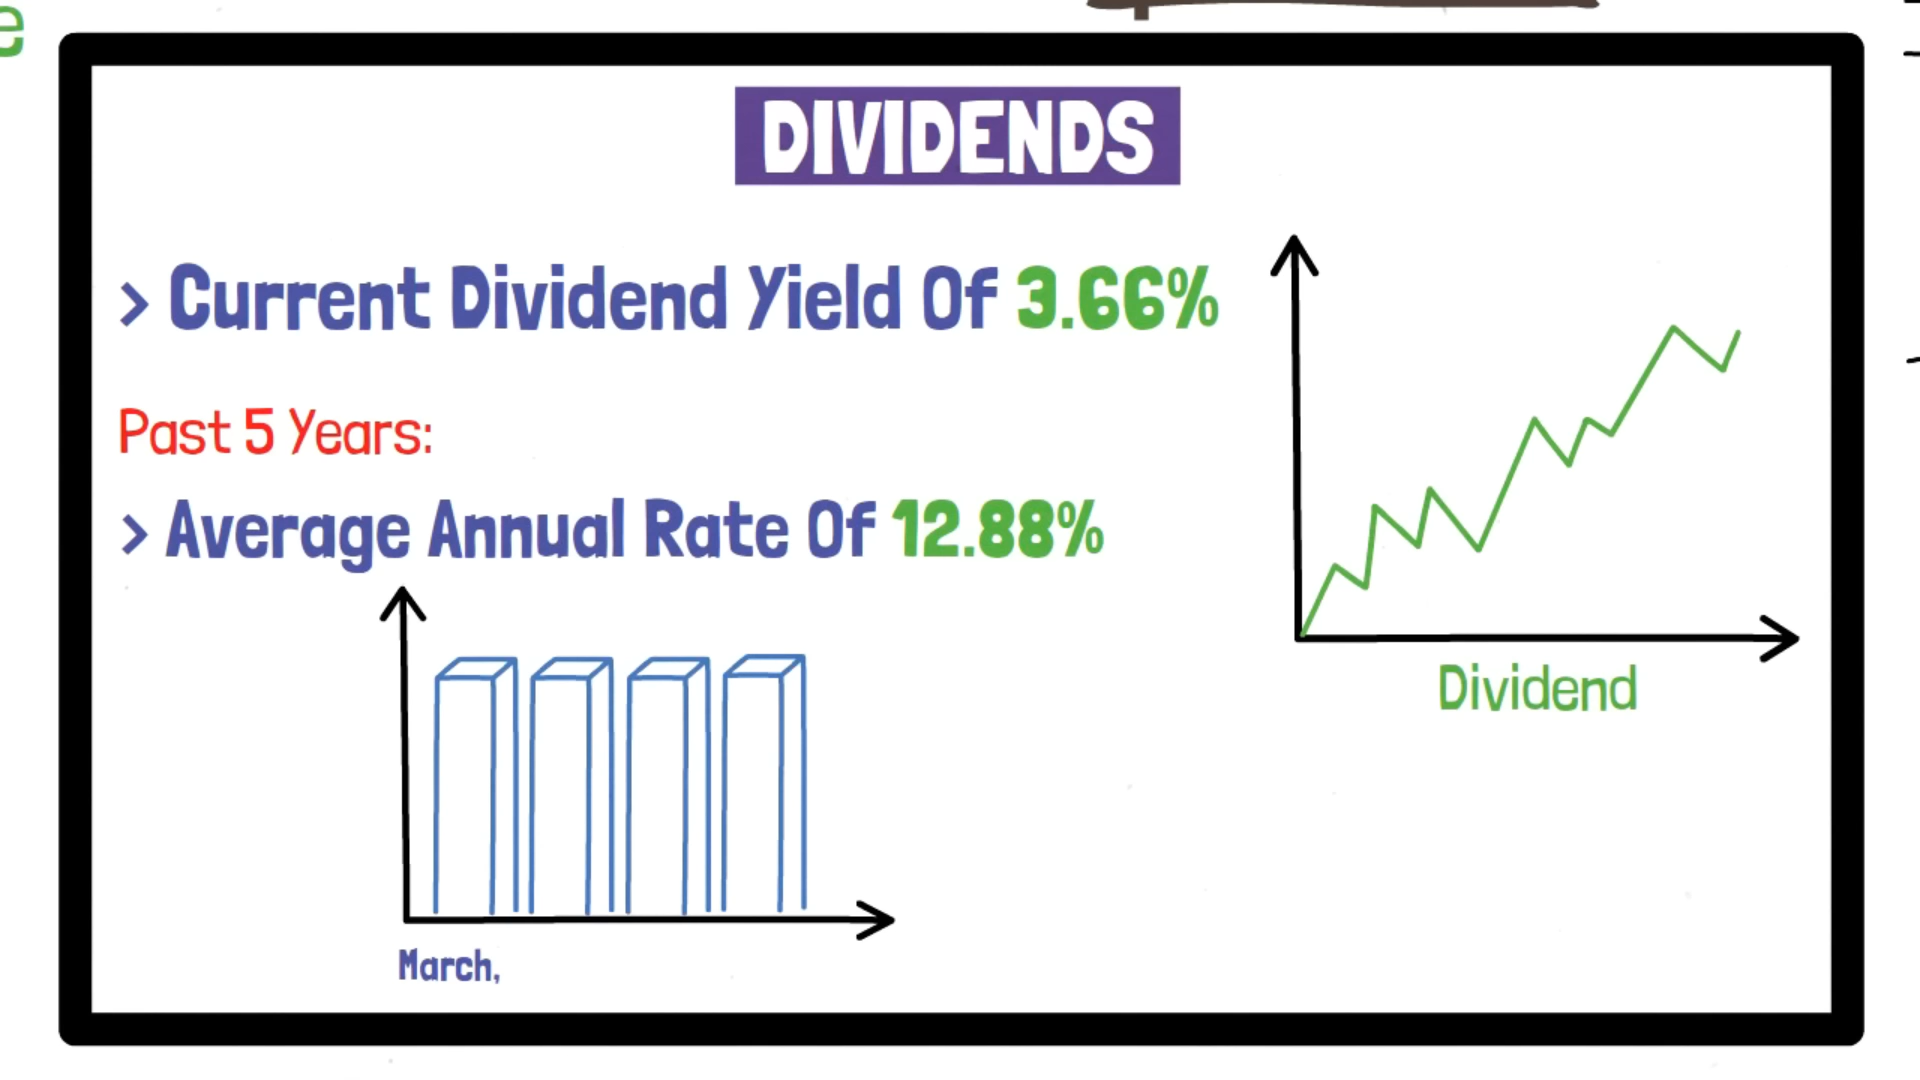 e
DIVIDENDS
> Current Dividend Yield Of 3.66%
Past 5 Years:
> Average Annual Rate Of 12.88%
Dividend
March,